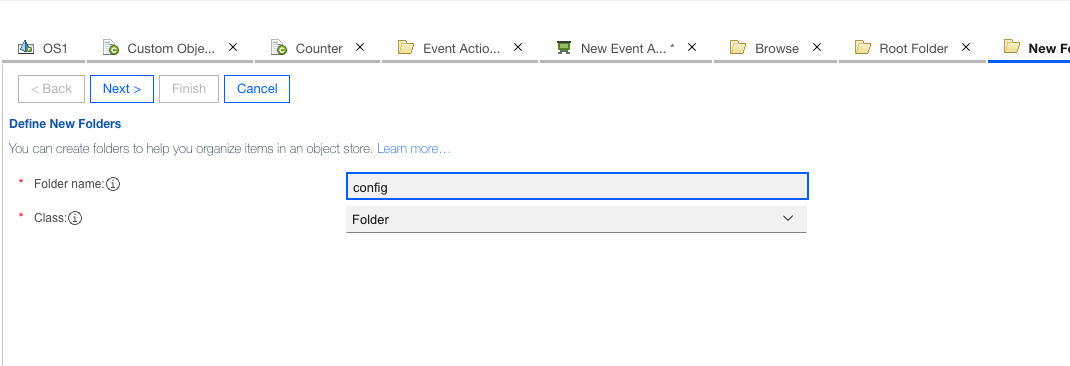 OS1 Custom Obje... Counter Event Actio... New Event A... * Browse Root Folder New Fo
< Back Next > Finish Cancel
Define New Folders
You can create folders to help you organize items in an object store. Learn more...
* Folder name: config
* Class: Folder